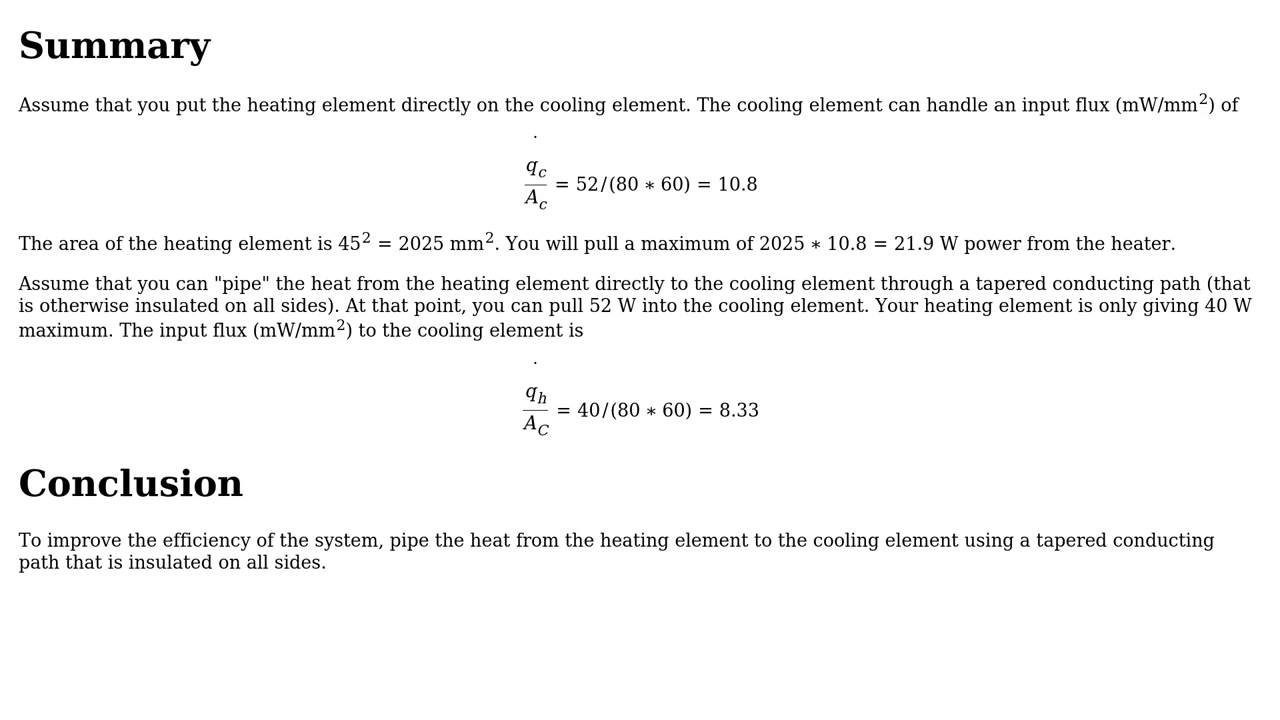 Summary
Assume that you put the heating element directly on the cooling element. The cooling element can handle an input flux (mW/mm²) of
q̇_c / A_c = 52/(80 * 60) = 10.8
The area of the heating element is 45² = 2025 mm². You will pull a maximum of 2025 * 10.8 = 21.9 W power from the heater.
Assume that you can "pipe" the heat from the heating element directly to the cooling element through a tapered conducting path (that
is otherwise insulated on all sides). At that point, you can pull 52 W into the cooling element. Your heating element is only giving 40 W
maximum. The input flux (mW/mm²) to the cooling element is
q̇_h / A_C = 40/(80 * 60) = 8.33
Conclusion
To improve the efficiency of the system, pipe the heat from the heating element to the cooling element using a tapered conducting
path that is insulated on all sides.